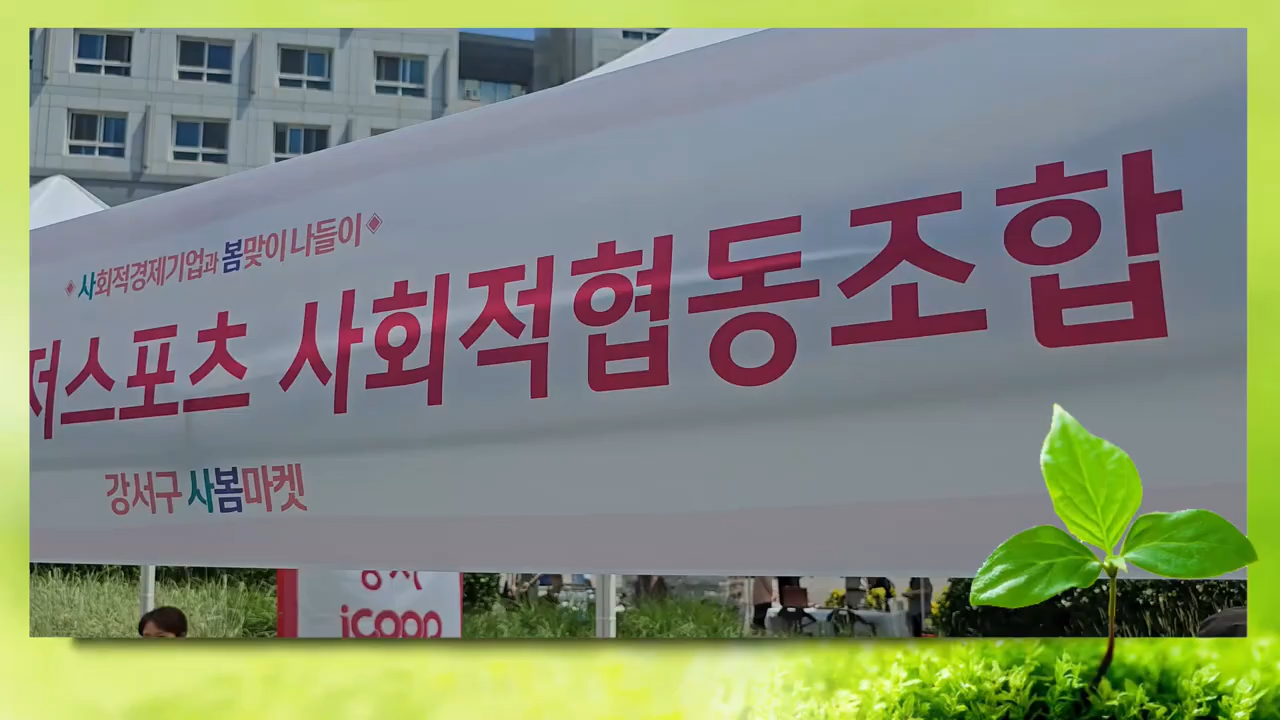 사회적경제기업과 봄맞이 나들이
저스포츠 사회적협동조합
강서구 사봄마켓
icoop